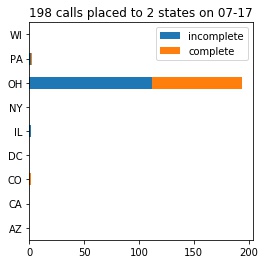 198 calls placed to 2 states on 07-17
incomplete
complete
WI
PA
OH
NY
IL
DC
CO
CA
AZ
0 50 100 150 200